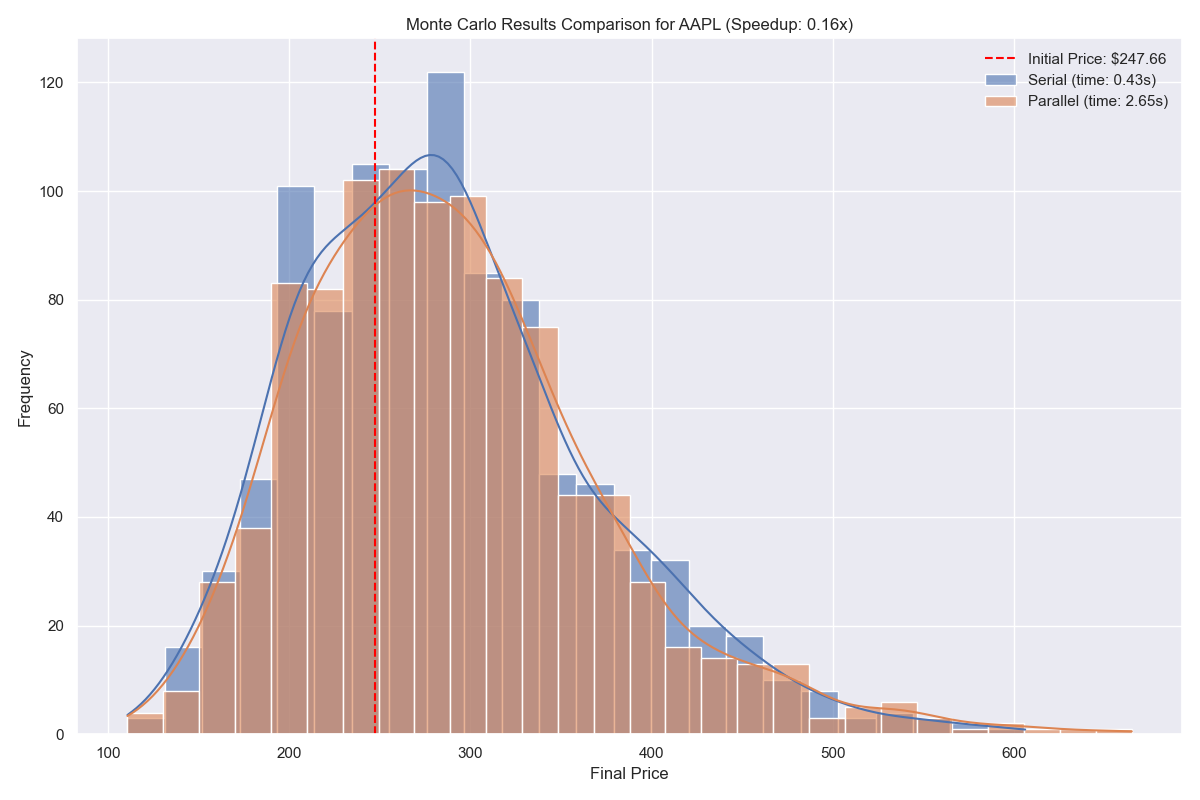 Monte Carlo Results Comparison for AAPL (Speedup: 0.16x)
Initial Price: $247.66
Serial (time: 0.43s)
Parallel (time: 2.65s)
Frequency
120
100
80
60
40
20
0
100 200 300 400 500 600
Final Price